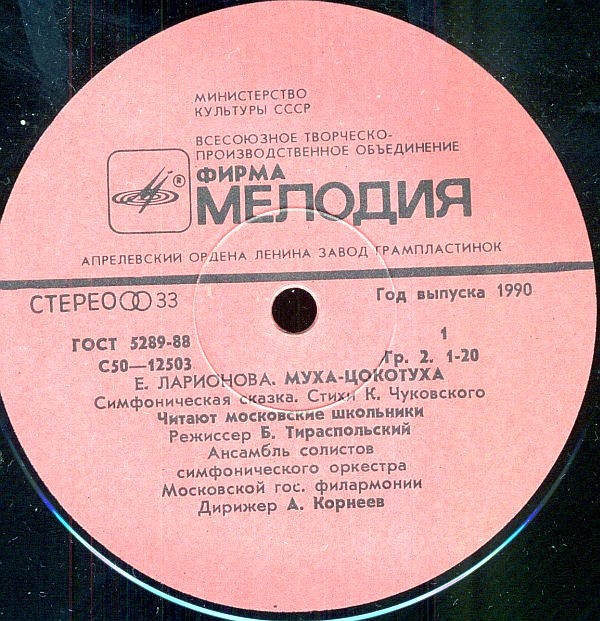 МИНИСТЕРСТВО
КУЛЬТУРЫ СССР
ВСЕСОЮЗНОЕ ТВОРЧЕСКО-
ПРОИЗВОДСТВЕННОЕ ОБЪЕДИНЕНИЕ
ФИРМА
® МЕЛОДИЯ
АПРЕЛЕВСКИЙ ОРДЕНА ЛЕНИНА ЗАВОД ГРАМПЛАСТИНОК
СТЕРЕО 33 Год выпуска 1990
ГОСТ 5289-88 1
С50—12503 Гр. 2. 1-20
Е. ЛАРИОНОВА. МУХА-ЦОКОТУХА
Симфоническая сказка. Стихи К. Чуковского
Читают московские школьники
Режиссер Б. Тираспольский
Ансамбль солистов
симфонического оркестра
Московской гос. филармонии
Дирижер А. Корнеев